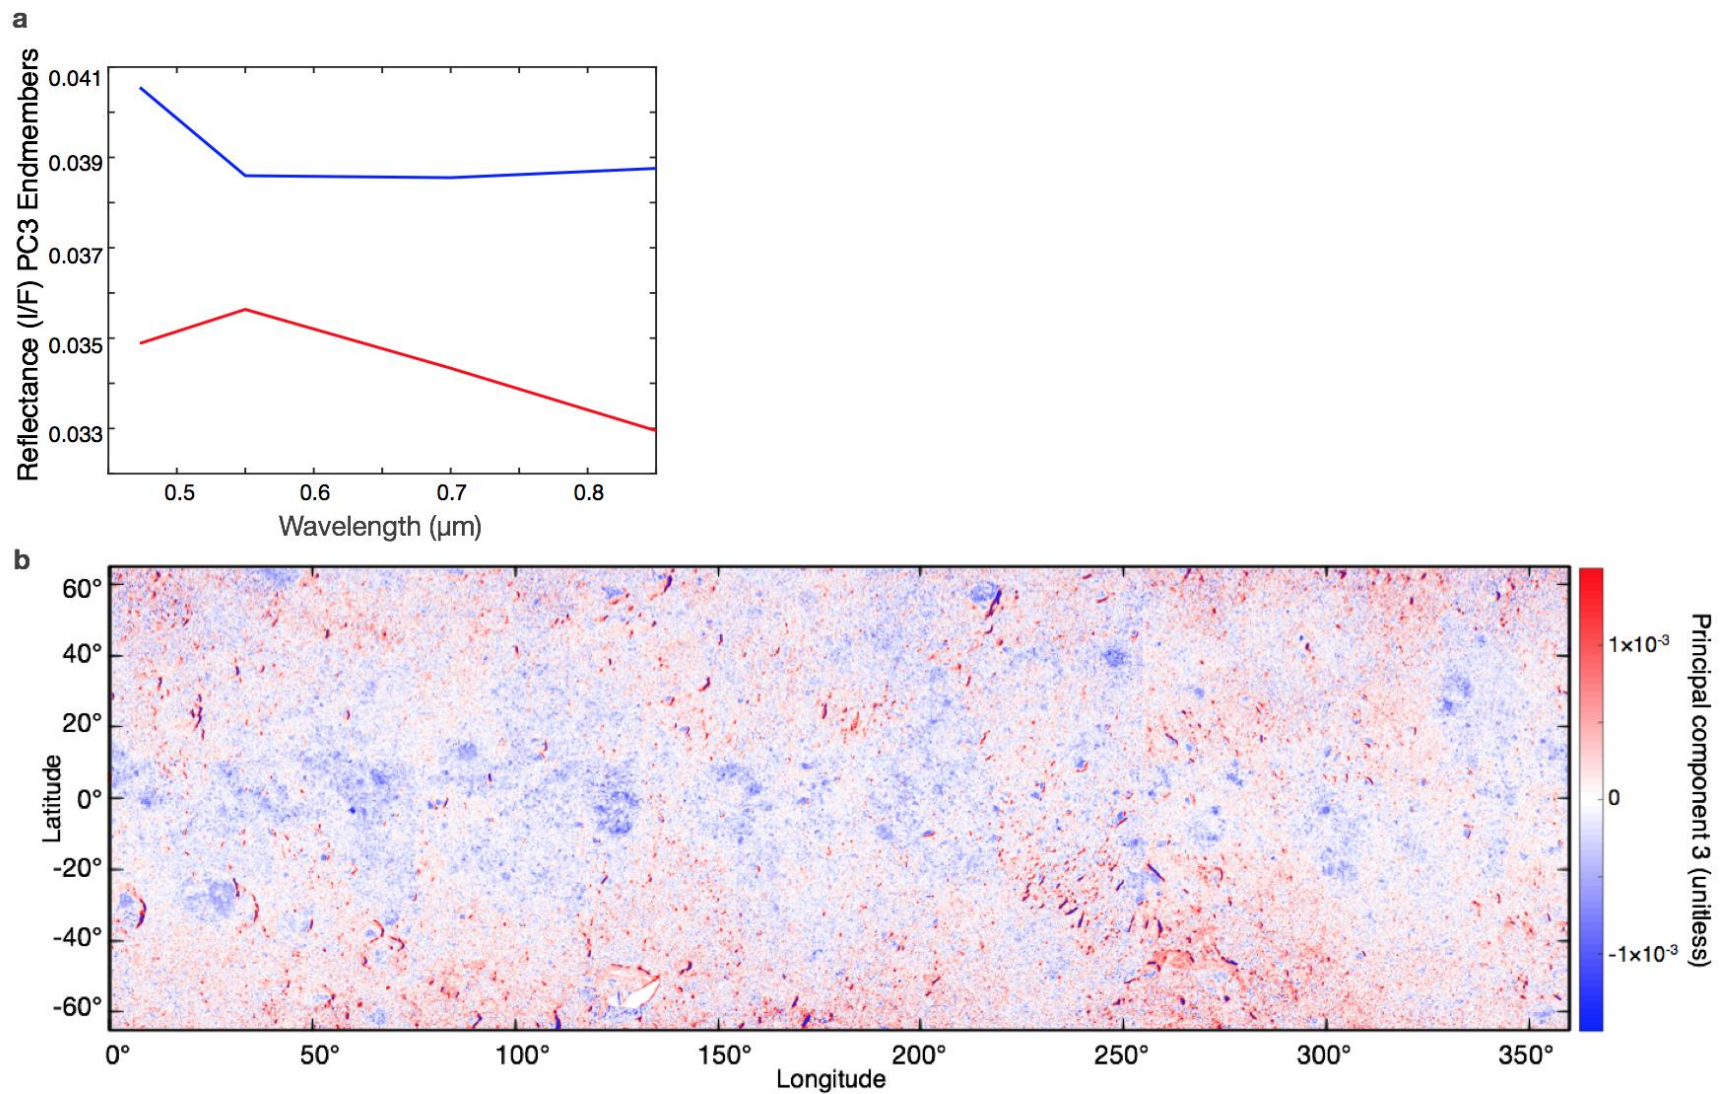 a
Reflectance (I/F) PC3 Endmembers
0.041
0.039
0.037
0.035
0.033
0.5 0.6 0.7 0.8
Wavelength (µm)
b
Latitude
60°
40°
20°
0°
-20°
-40°
-60°
0° 50° 100° 150° 200° 250° 300° 350°
Longitude
1×10-3
0
-1×10-3
Principal component 3 (unitless)